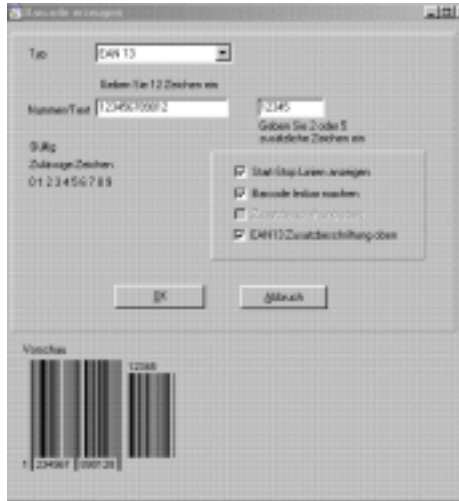 Barcode erzeugen
Typ EAN 13
Geben Sie 12 Zeichen ein
Nummer/Text 123456789012 12345
Geben Sie 2 oder 5
zusätzliche Zeichen ein
Gültig
Zulässige Zeichen
0 1 2 3 4 5 6 7 8 9
Start-Stop Linien anzeigen
Barcode lesbar machen
Zusatzbeschriftung oben
EAN13 Zusatzbeschriftung oben
OK Abbruch
Vorschau
12345
1 234567 890128